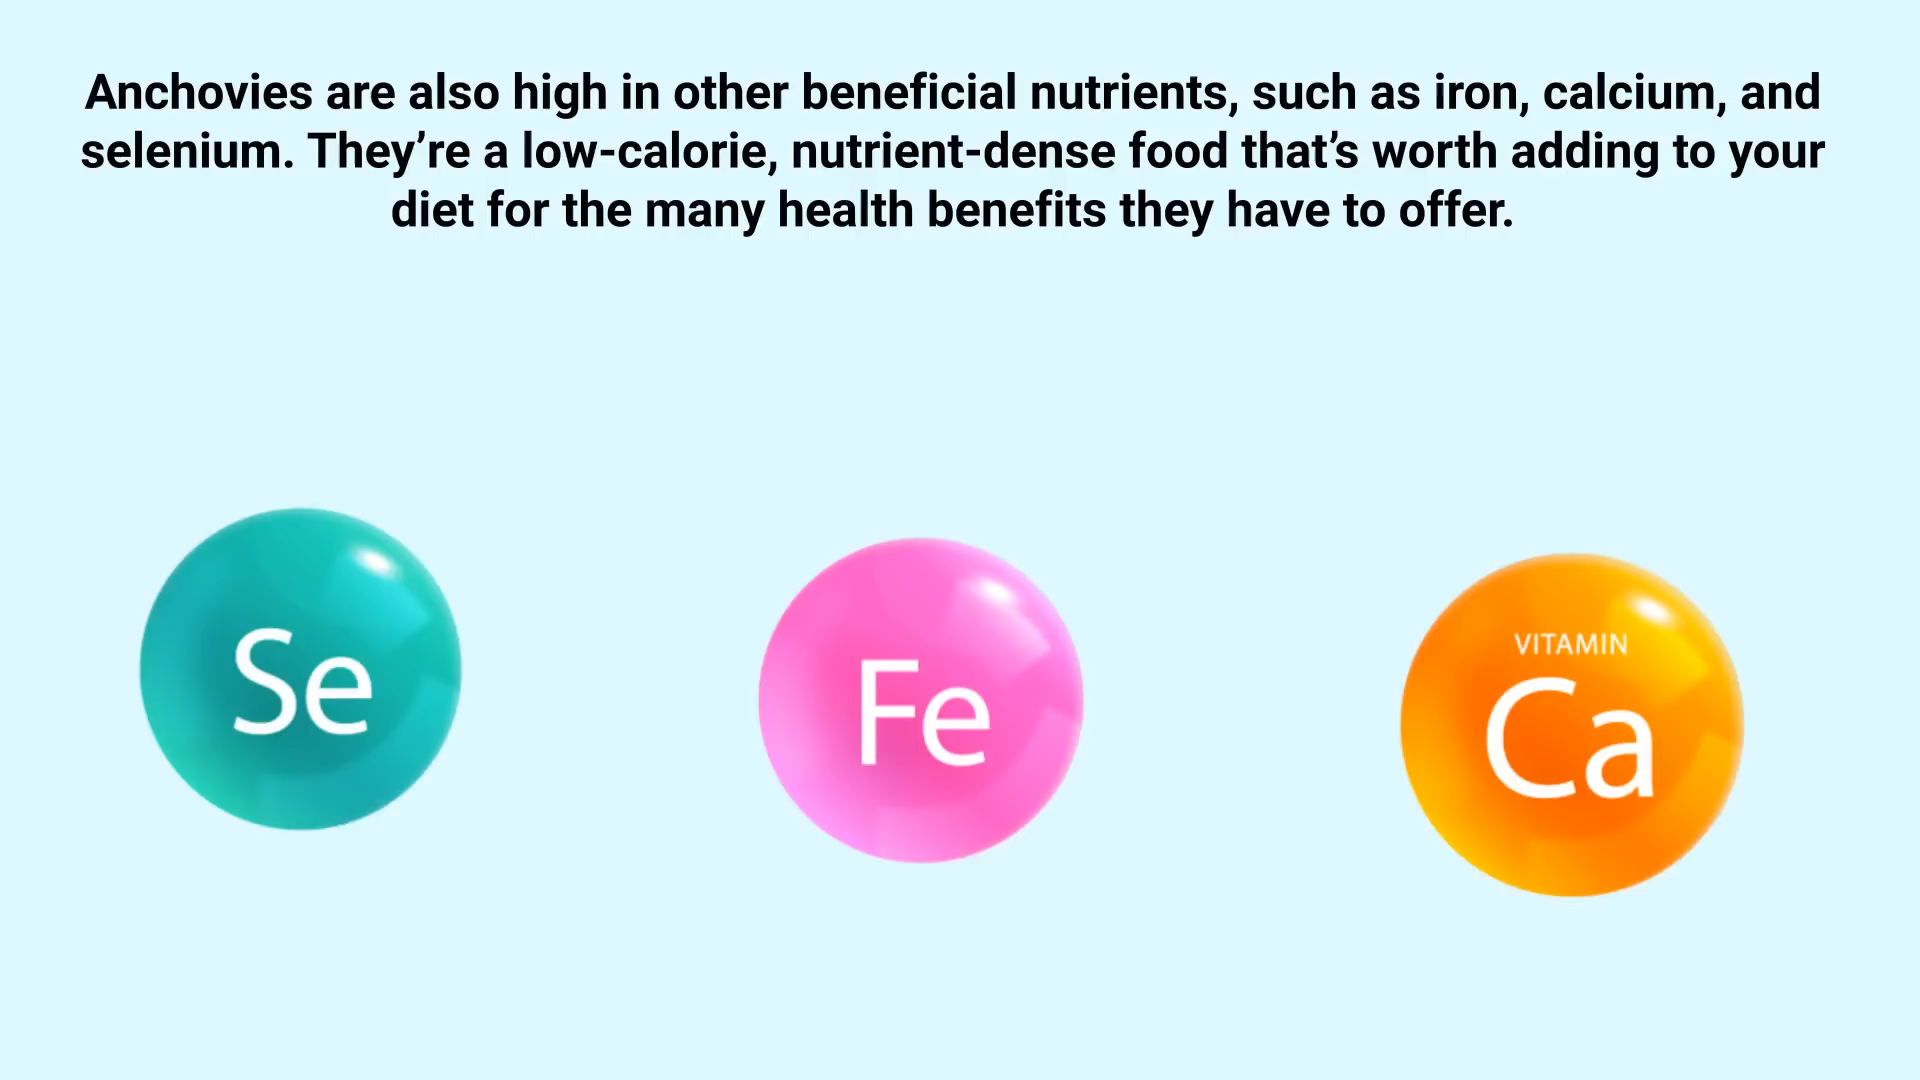 Anchovies are also high in other beneficial nutrients, such as iron, calcium, and
selenium. They’re a low-calorie, nutrient-dense food that’s worth adding to your
diet for the many health benefits they have to offer.
Se
Fe
VITAMIN
Ca